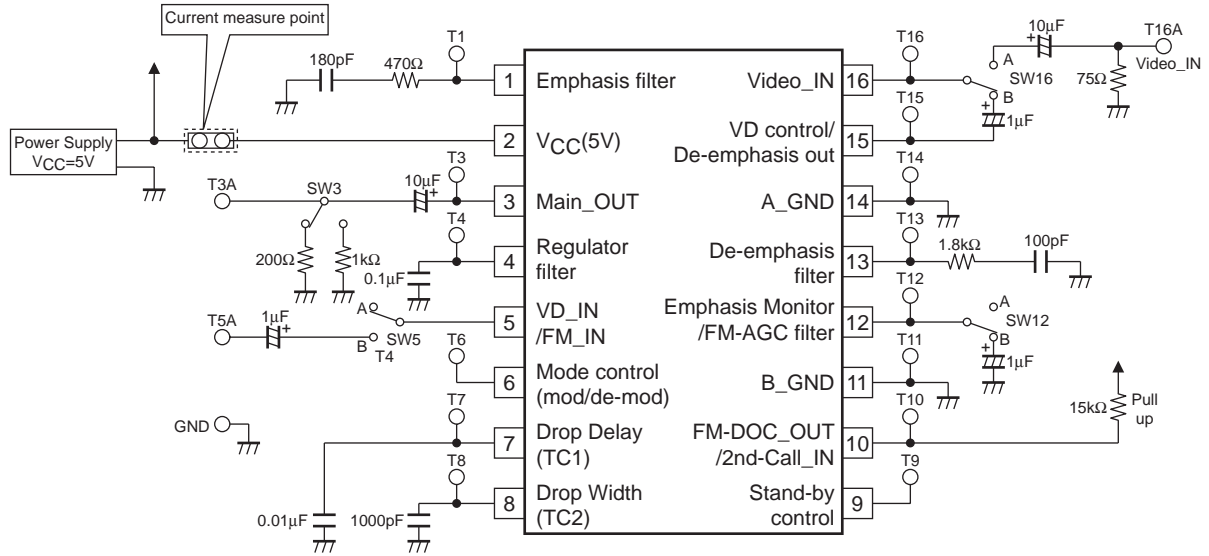 Current measure point
Power Supply
VCC=5V
180pF
470Ω
T1
1
Emphasis filter
2
VCC(5V)
T3A
SW3
10μF
+
T3
3
Main_OUT
200Ω
1kΩ
T4
0.1μF
4
Regulator
filter
T5A
1μF
+
A
B
T4
SW5
5
VD_IN
/FM_IN
T6
6
Mode control
(mod/de-mod)
GND
T7
7
Drop Delay
(TC1)
0.01μF
T8
1000pF
8
Drop Width
(TC2)
T16
Video_IN
16
A
SW16
B
+
1μF
+
10μF
75Ω
T16A
Video_IN
T15
VD control/
De-emphasis out
15
T14
A_GND
14
T13
De-emphasis
filter
13
1.8kΩ
100pF
T12
Emphasis Monitor
/FM-AGC filter
12
A
SW12
B
+
1μF
T11
B_GND
11
T10
FM-DOC_OUT
/2nd-Call_IN
10
15kΩ
Pull
up
T9
Stand-by
control
9